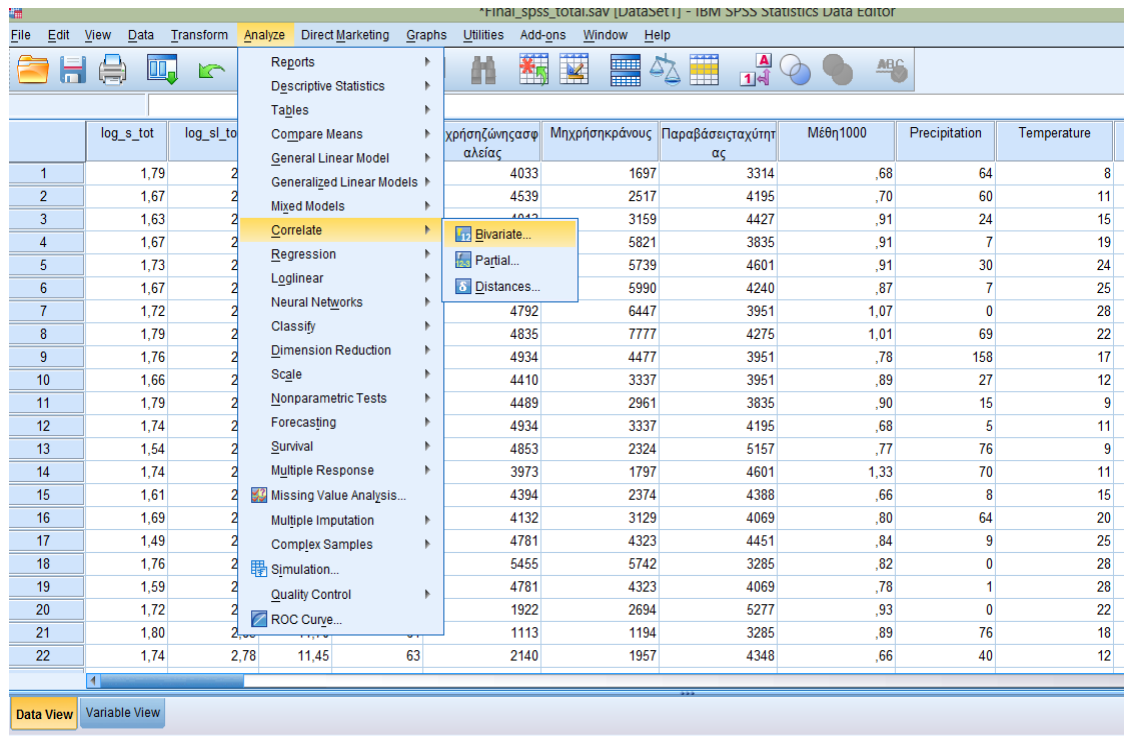 *Final_spss_total.sav [DataSet1] - IBM SPSS Statistics Data Editor
File Edit View Data Transform Analyze Direct Marketing Graphs Utilities Add-ons Window Help
Reports
Descriptive Statistics
Tables
Compare Means
General Linear Model
Generalized Linear Models
Mixed Models
Correlate
Regression
Loglinear
Neural Networks
Classify
Dimension Reduction
Scale
Nonparametric Tests
Forecasting
Survival
Multiple Response
Missing Value Analysis...
Multiple Imputation
Complex Samples
Simulation...
Quality Control
ROC Curve...
Bivariate...
Partial...
Distances...
log_s_tot log_sl_to χρήσηζώνηςασφ Μηχρήσηκράνους Παραβάσειςταχύτητ Μέθη1000 Precipitation Temperature
αλείας ας
1 1,79 2 4033 1697 3314 ,68 64 8
2 1,67 2 4539 2517 4195 ,70 60 11
3 1,63 2 3159 4427 ,91 24 15
4 1,67 2 5821 3835 ,91 7 19
5 1,73 2 5739 4601 ,91 30 24
6 1,67 2 5990 4240 ,87 7 25
7 1,72 2 4792 6447 3951 1,07 0 28
8 1,79 2 4835 7777 4275 1,01 69 22
9 1,76 2 4934 4477 3951 ,78 158 17
10 1,66 2 4410 3337 3951 ,89 27 12
11 1,79 2 4489 2961 3835 ,90 15 9
12 1,74 2 4934 3337 4195 ,68 5 11
13 1,54 2 4853 2324 5157 ,77 76 9
14 1,74 2 3973 1797 4601 1,33 70 11
15 1,61 2 4394 2374 4388 ,66 8 15
16 1,69 2 4132 3129 4069 ,80 64 20
17 1,49 2 4781 4323 4451 ,84 9 25
18 1,76 2 5455 5742 3285 ,82 0 28
19 1,59 2 4781 4323 4069 ,78 1 28
20 1,72 2 1922 2694 5277 ,93 0 22
21 1,80 1113 1194 3285 ,89 76 18
22 1,74 2,78 11,45 63 2140 1957 4348 ,66 40 12
Data View Variable View